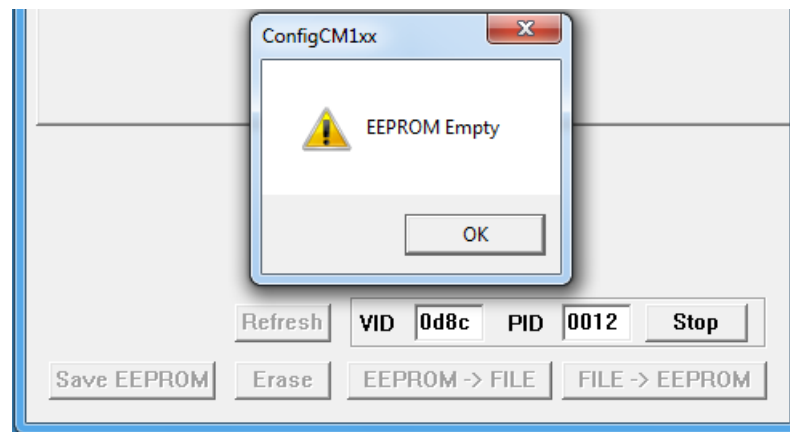 ConfigCM1xx
EEPROM Empty
OK
Refresh VID 0d8c PID 0012 Stop
Save EEPROM Erase EEPROM -> FILE FILE -> EEPROM